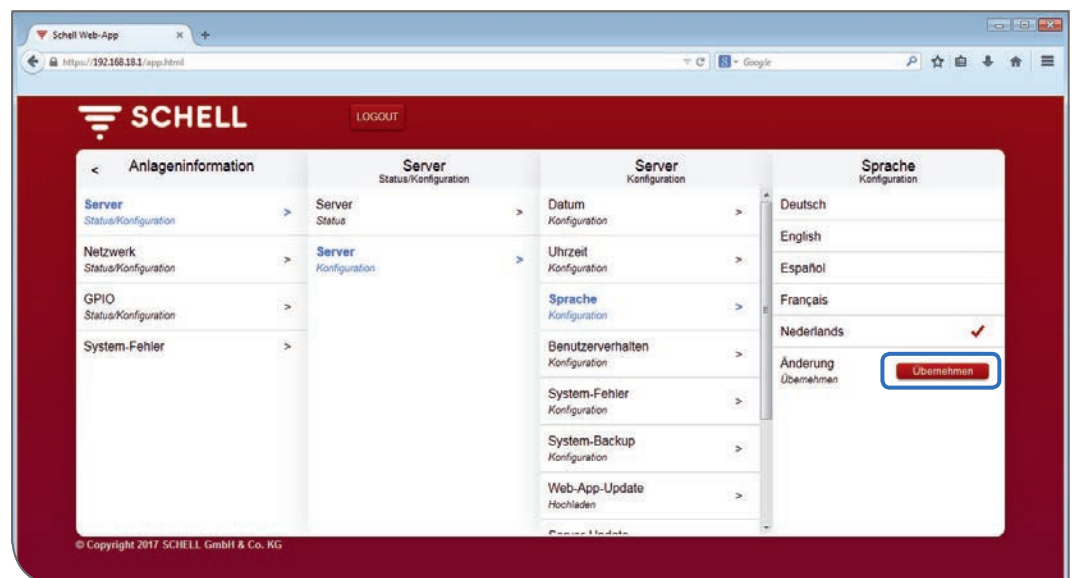 Schell Web-App
https://192.168.18.1/app.html
Google
SCHELL
LOGOUT
< Anlageninformation
Server
Status/Konfiguration
>
Netzwerk
Status/Konfiguration
>
GPIO
Status/Konfiguration
>
System-Fehler
>
Server
Status/Konfiguration
Server
Status
>
Server
Konfiguration
>
Server
Konfiguration
Datum
Konfiguration
>
Uhrzeit
Konfiguration
>
Sprache
Konfiguration
>
Benutzerverhalten
Konfiguration
>
System-Fehler
Konfiguration
>
System-Backup
Konfiguration
>
Web-App-Update
Hochladen
>
Server Update
Sprache
Konfiguration
Deutsch
English
Español
Français
Nederlands
Änderung
Übernehmen
Übernehmen
© Copyright 2017 SCHELL GmbH & Co. KG